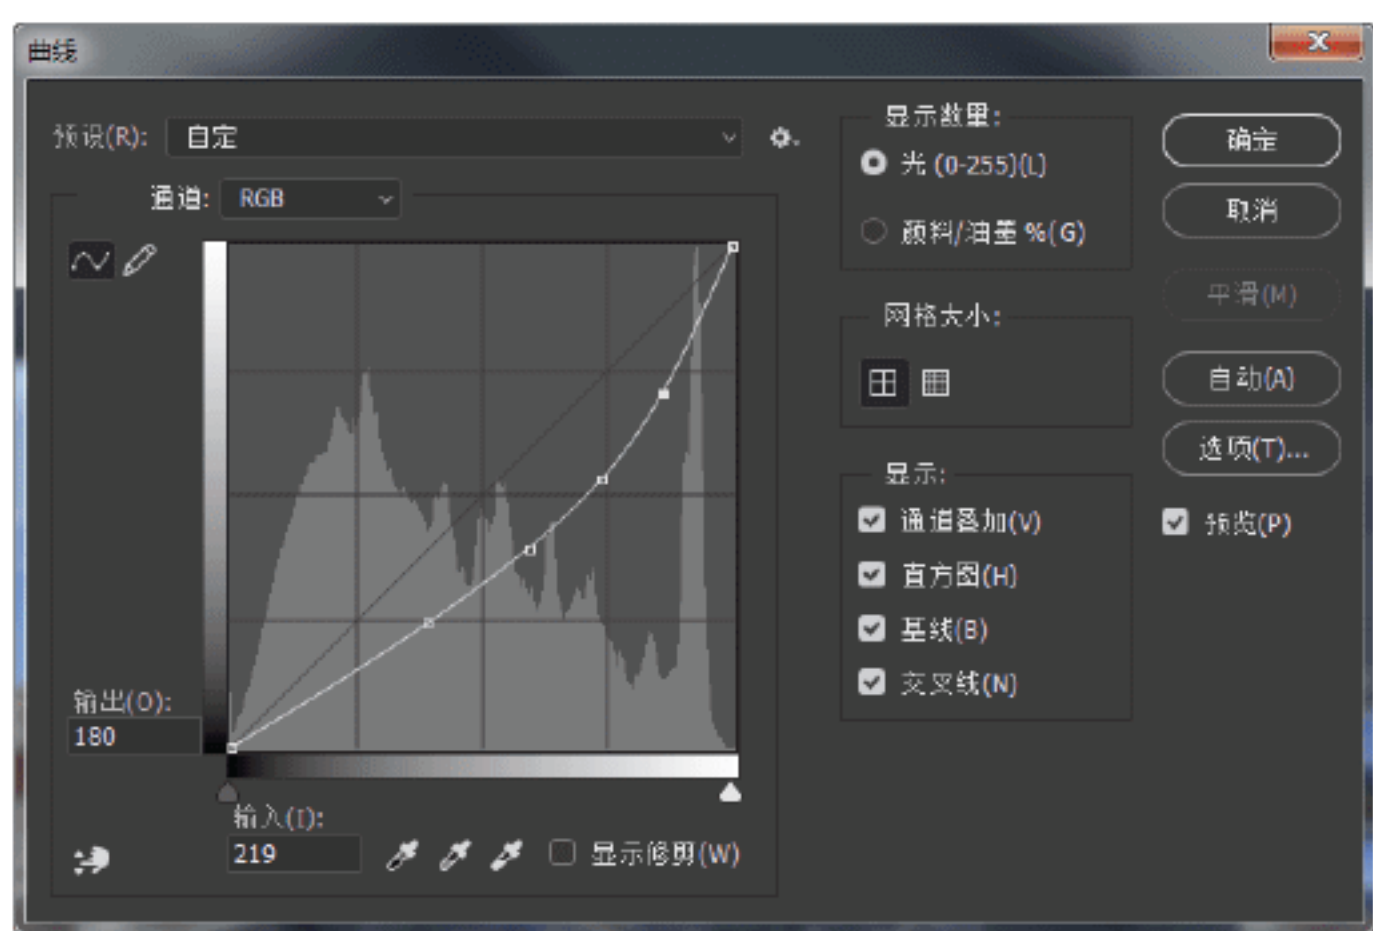 曲线
预设(R): 自定
通道: RGB
输出(O):
180
输入(I):
219
显示修剪(W)
显示数量:
光 (0-255)(L)
颜料/油墨 %(G)
网格大小:
显示:
通道叠加(V)
直方图(H)
基线(B)
交叉线(N)
确定
取消
平滑(M)
自动(A)
选项(T)...
预览(P)